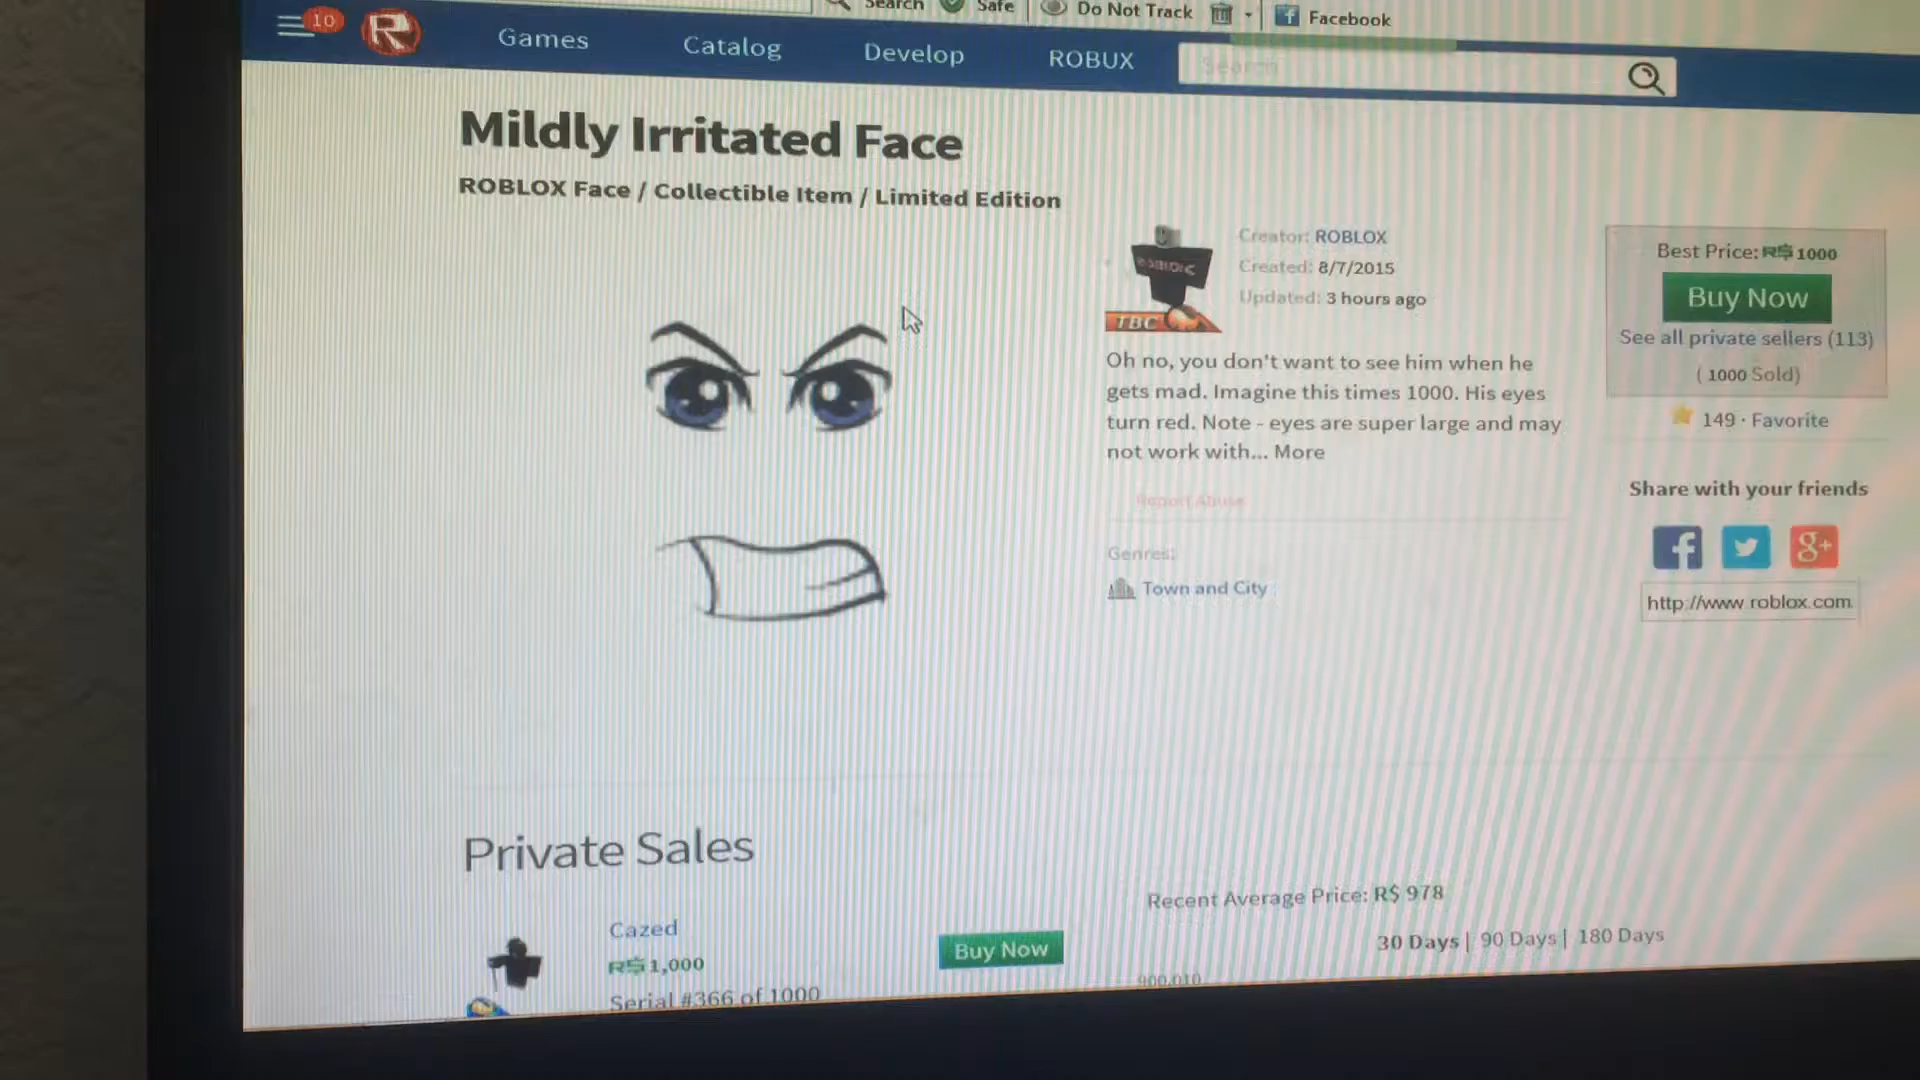 Search Safe Do Not Track Facebook
10
Games Catalog Develop ROBUX Search
Mildly Irritated Face
ROBLOX Face / Collectible Item / Limited Edition
Creator: ROBLOX
Created: 8/7/2015
Updated: 3 hours ago
TBC
Oh no, you don't want to see him when he
gets mad. Imagine this times 1000. His eyes
turn red. Note - eyes are super large and may
not work with... More
Report Abuse
Genres:
Town and City
Best Price: R$ 1000
Buy Now
See all private sellers (113)
( 1000 Sold)
149 · Favorite
Share with your friends
f g+
http://www.roblox.com
Private Sales
Cazed
R$ 1,000
Serial #366 of 1000
Buy Now
Recent Average Price: R$ 978
30 Days | 90 Days | 180 Days
900,010